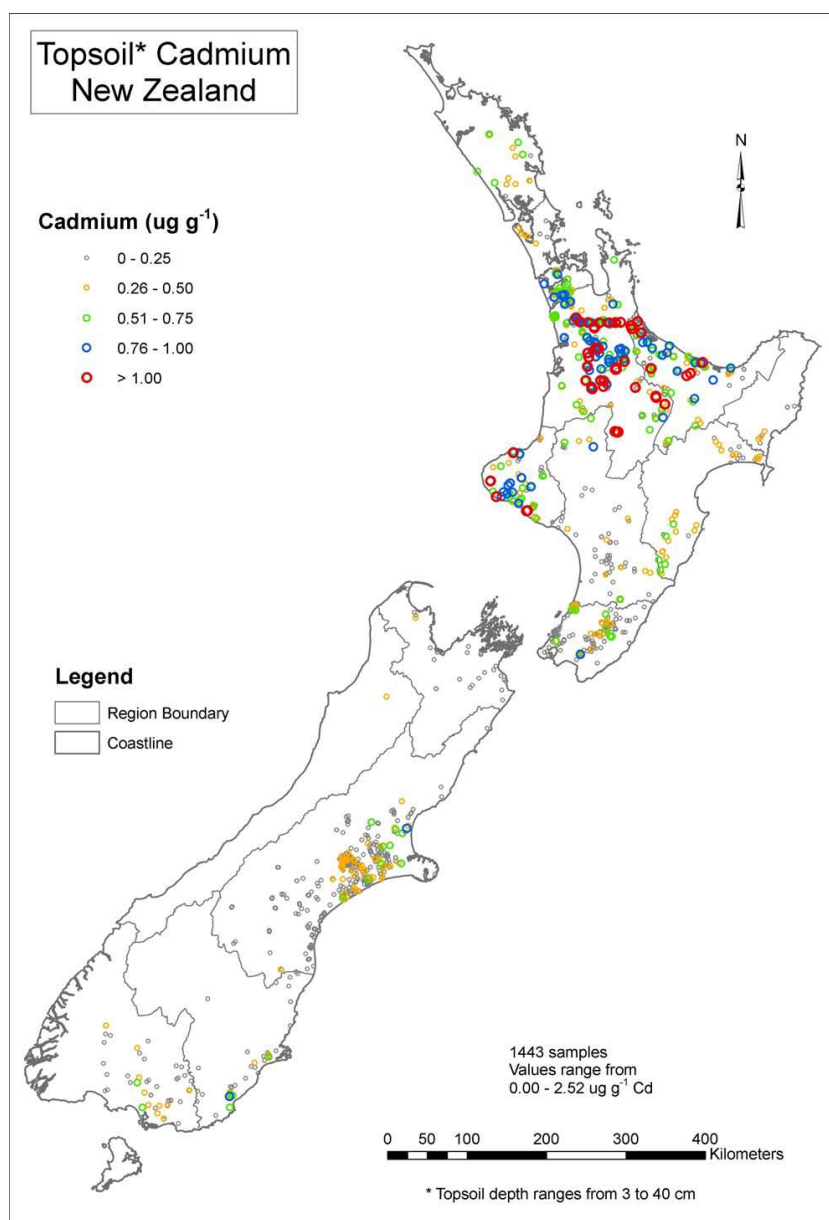 Topsoil* Cadmium
New Zealand
N
Cadmium (ug g⁻¹)
0 - 0.25
0.26 - 0.50
0.51 - 0.75
0.76 - 1.00
> 1.00
Legend
Region Boundary
Coastline
1443 samples
Values range from
0.00 - 2.52 ug g⁻¹ Cd
0 50 100 200 300 400
Kilometers
* Topsoil depth ranges from 3 to 40 cm